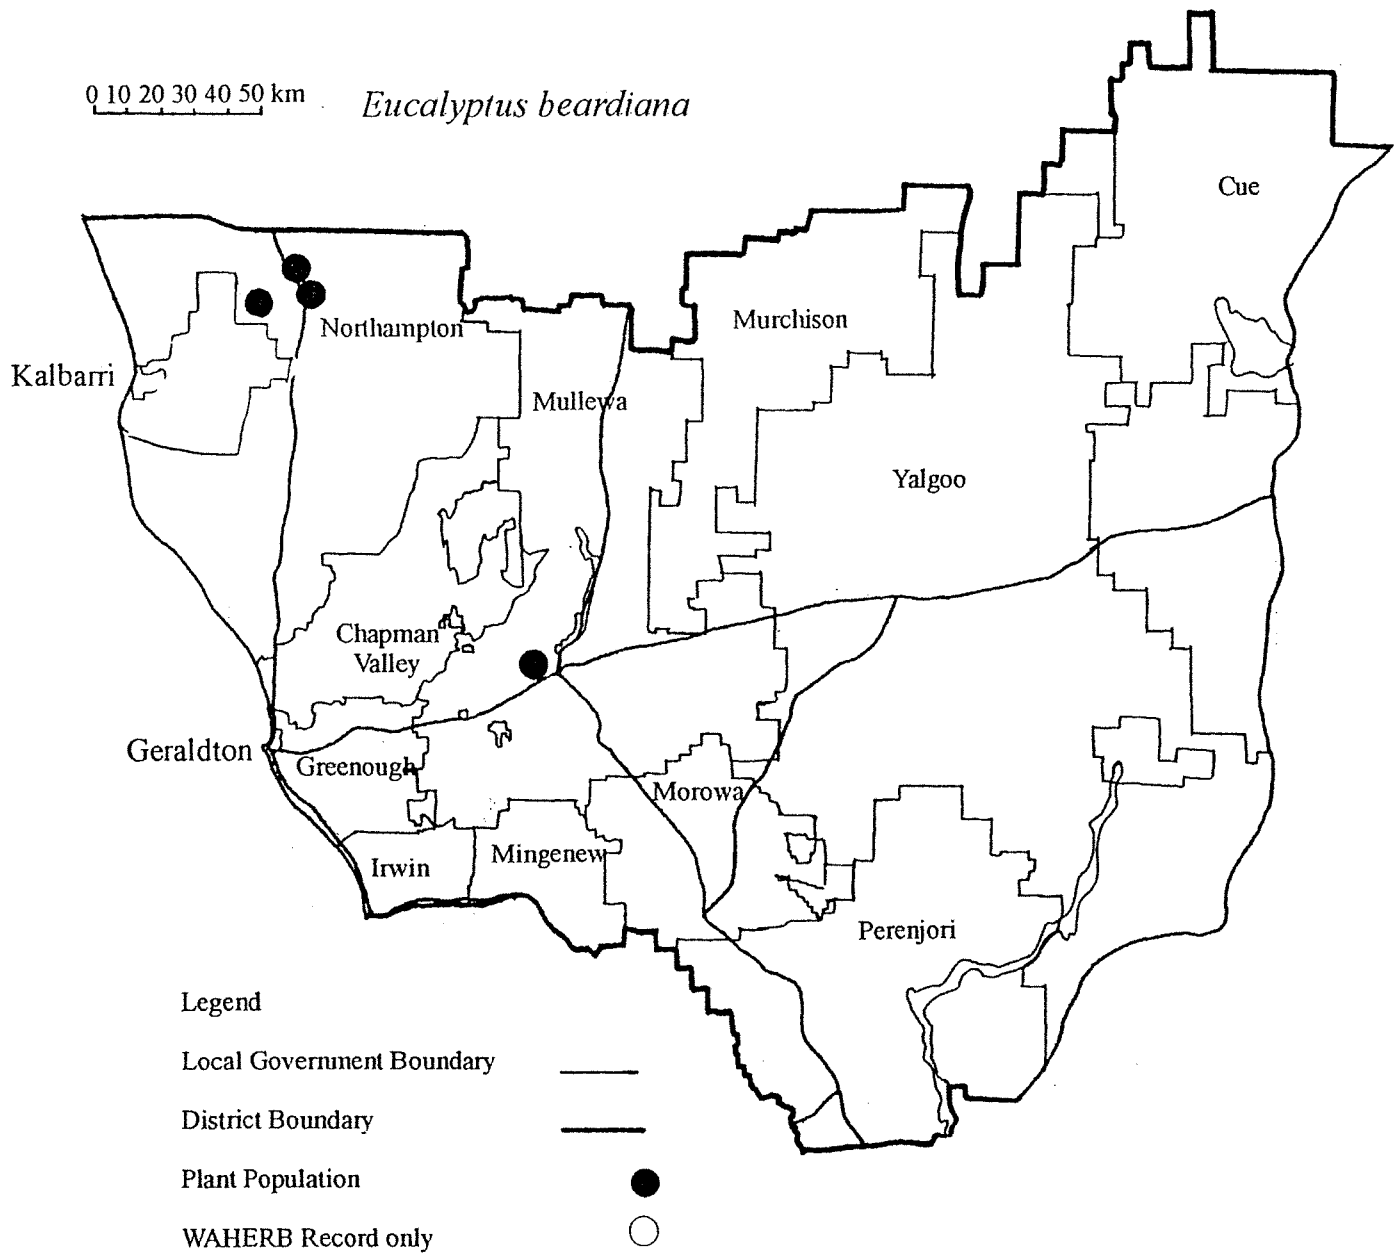 0 10 20 30 40 50 km
Eucalyptus beardiana
Cue
Murchison
Northampton
Kalbarri
Mullewa
Yalgoo
Chapman
Valley
Geraldton
Greenough
Morowa
Irwin
Mingenew
Perenjori
Legend
Local Government Boundary
District Boundary
Plant Population
WAHERB Record only